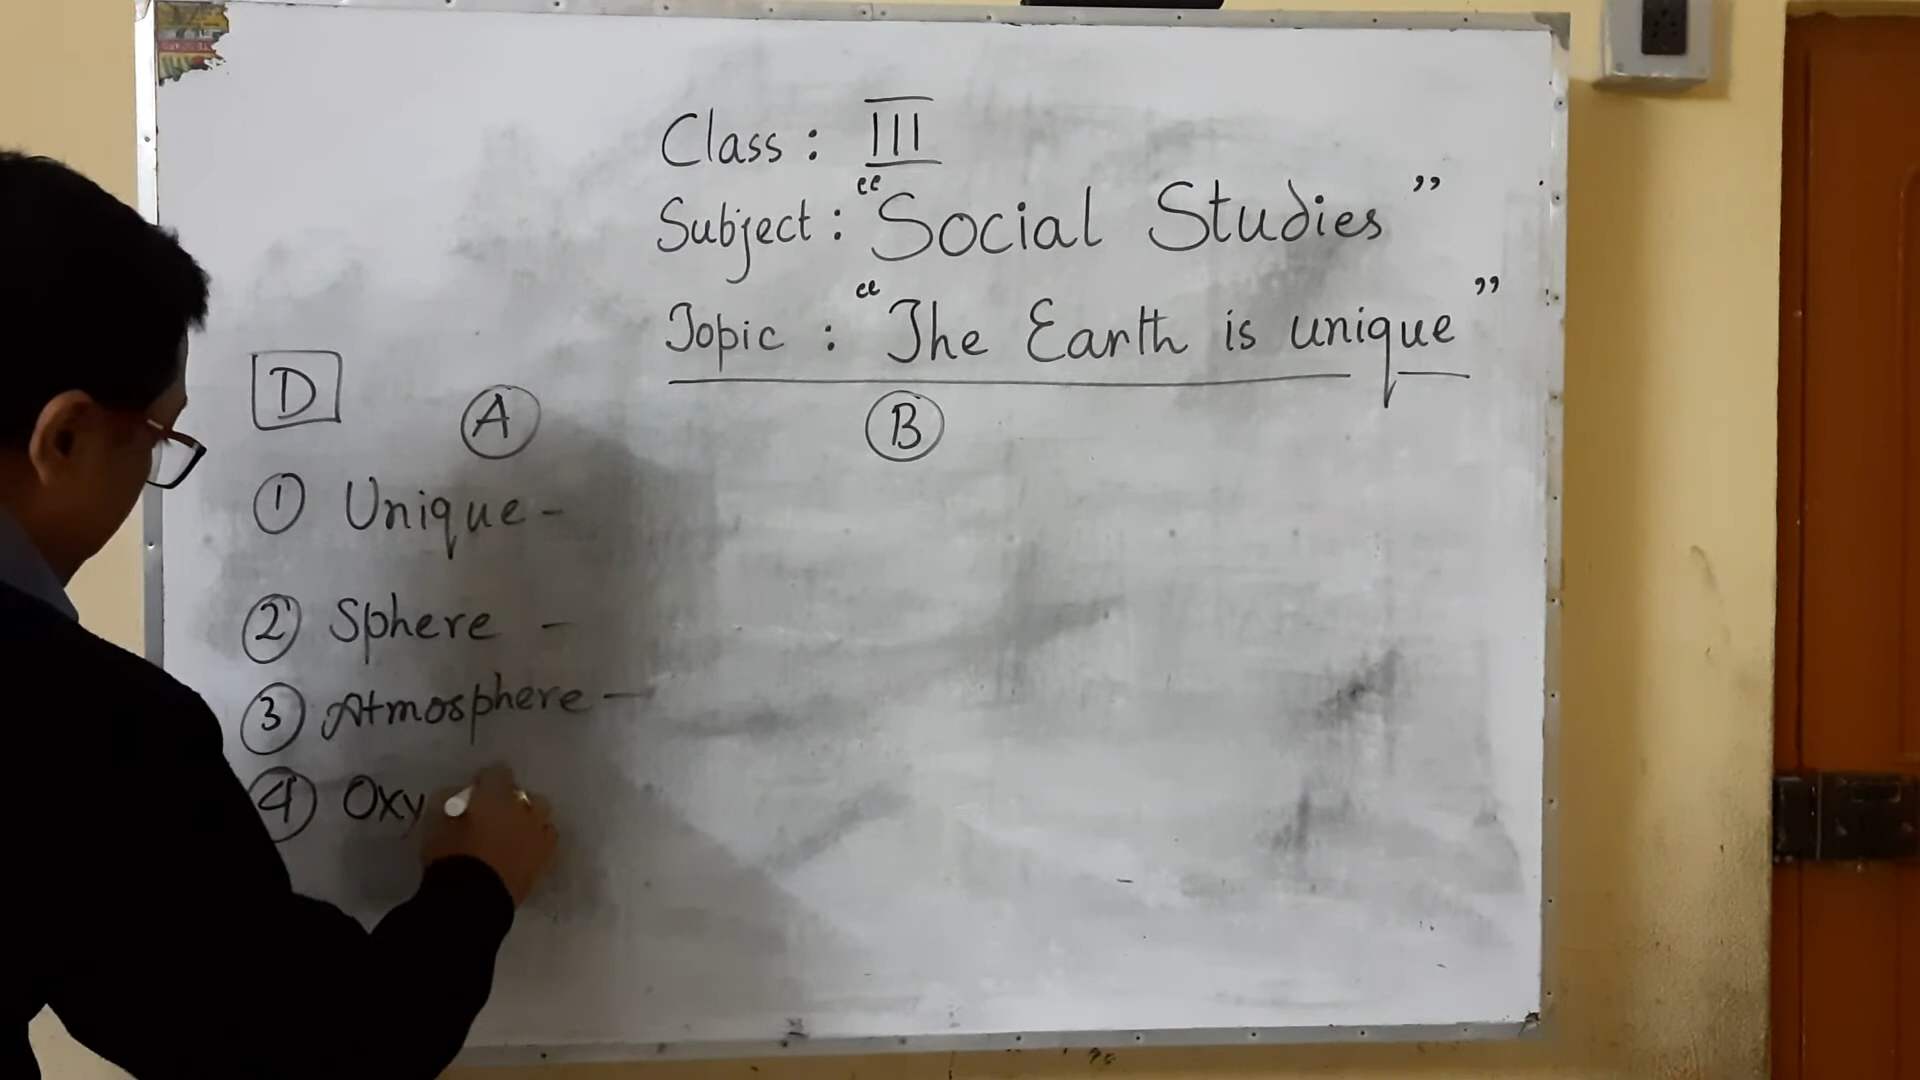 Class : III
Subject : "Social Studies"
Topic : "The Earth is unique"
D A B
① Unique -
② Sphere -
③ Atmosphere -
④ Oxy